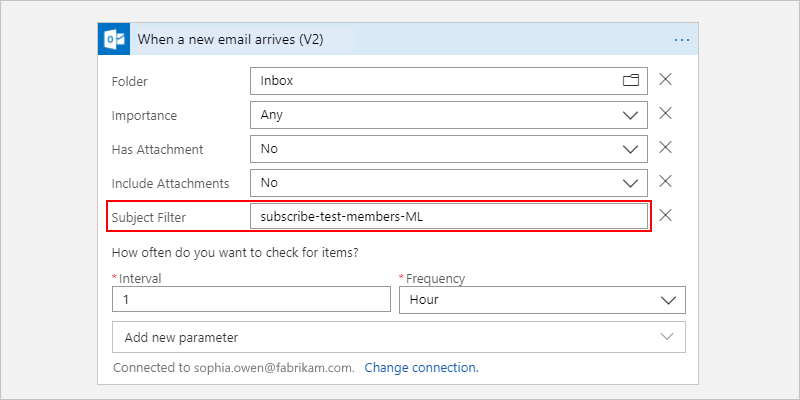 When a new email arrives (V2)
Folder Inbox
Importance Any
Has Attachment No
Include Attachments No
Subject Filter subscribe-test-members-ML
How often do you want to check for items?
*Interval *Frequency
1 Hour
Add new parameter
Connected to sophia.owen@fabrikam.com. Change connection.